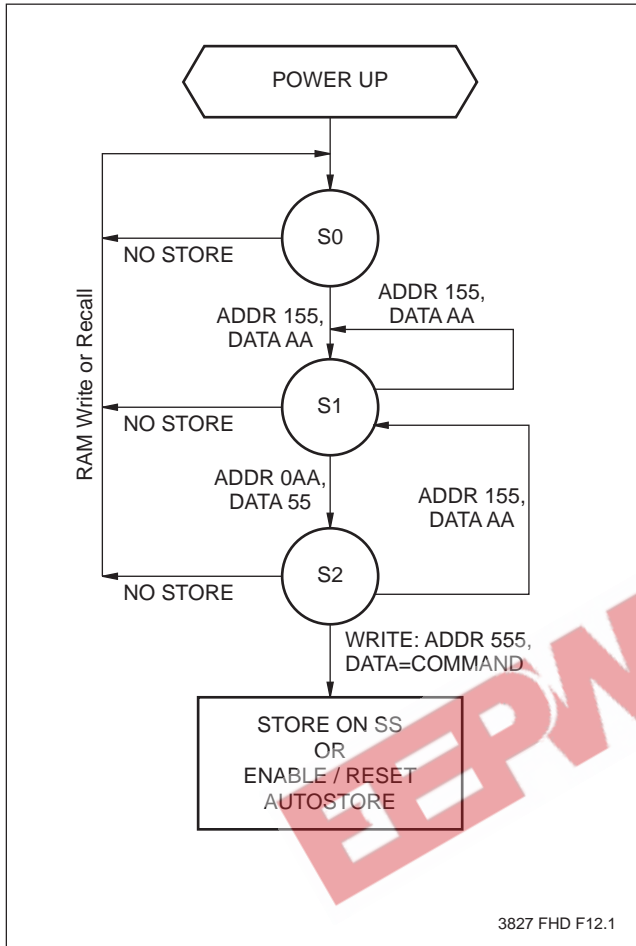 POWER UP
S0
NO STORE
ADDR 155,
DATA AA
ADDR 155,
DATA AA
RAM Write or Recall
S1
NO STORE
ADDR 0AA,
DATA 55
ADDR 155,
DATA AA
S2
NO STORE
WRITE: ADDR 555,
DATA=COMMAND
STORE ON SS
OR
ENABLE / RESET
AUTOSTORE
EEPW
3827 FHD F12.1